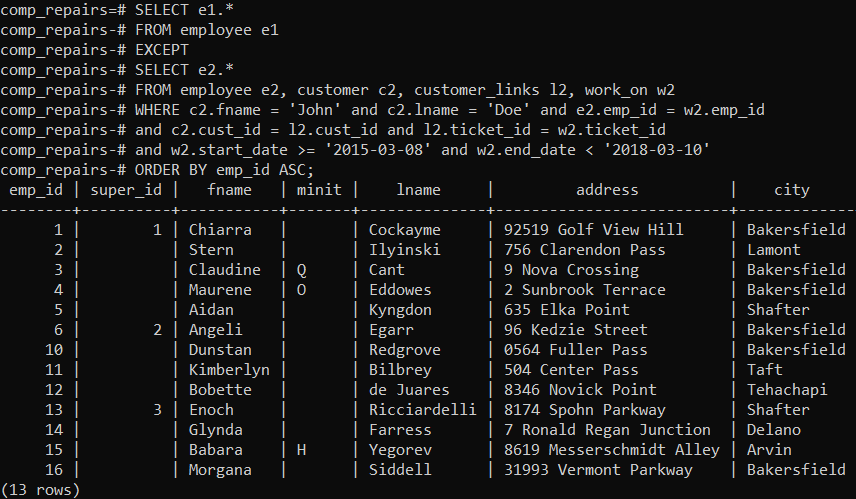 comp_repairs=# SELECT e1.*
comp_repairs-# FROM employee e1
comp_repairs-# EXCEPT
comp_repairs-# SELECT e2.*
comp_repairs-# FROM employee e2, customer c2, customer_links l2, work_on w2
comp_repairs-# WHERE c2.fname = 'John' and c2.lname = 'Doe' and e2.emp_id = w2.emp_id
comp_repairs-# and c2.cust_id = l2.cust_id and l2.ticket_id = w2.ticket_id
comp_repairs-# and w2.start_date >= '2015-03-08' and w2.end_date < '2018-03-10'
comp_repairs-# ORDER BY emp_id ASC;
 emp_id | super_id |   fname   | minit |    lname     |         address         |    city
--------+----------+-----------+-------+--------------+-------------------------+------------
      1 |        1 | Chiarra   |       | Cockayme     | 92519 Golf View Hill    | Bakersfield
      2 |          | Stern     |       | Ilyinski     | 756 Clarendon Pass      | Lamont
      3 |          | Claudine  | Q     | Cant         | 9 Nova Crossing         | Bakersfield
      4 |          | Maurene   | O     | Eddowes      | 2 Sunbrook Terrace      | Bakersfield
      5 |          | Aidan     |       | Kyngdon      | 635 Elka Point          | Shafter
      6 |        2 | Angeli    |       | Egarr        | 96 Kedzie Street        | Bakersfield
     10 |          | Dunstan   |       | Redgrove     | 0564 Fuller Pass        | Bakersfield
     11 |          | Kimberlyn |       | Bilbrey      | 504 Center Pass         | Taft
     12 |          | Bobette   |       | de Juares    | 8346 Novick Point       | Tehachapi
     13 |        3 | Enoch     |       | Ricciardelli | 8174 Spohn Parkway      | Shafter
     14 |          | Glynda    |       | Farress      | 7 Ronald Regan Junction | Delano
     15 |          | Babara    | H     | Yegorev      | 8619 Messerschmidt Alley | Arvin
     16 |          | Morgana   |       | Siddell      | 31993 Vermont Parkway   | Bakersfield
(13 rows)